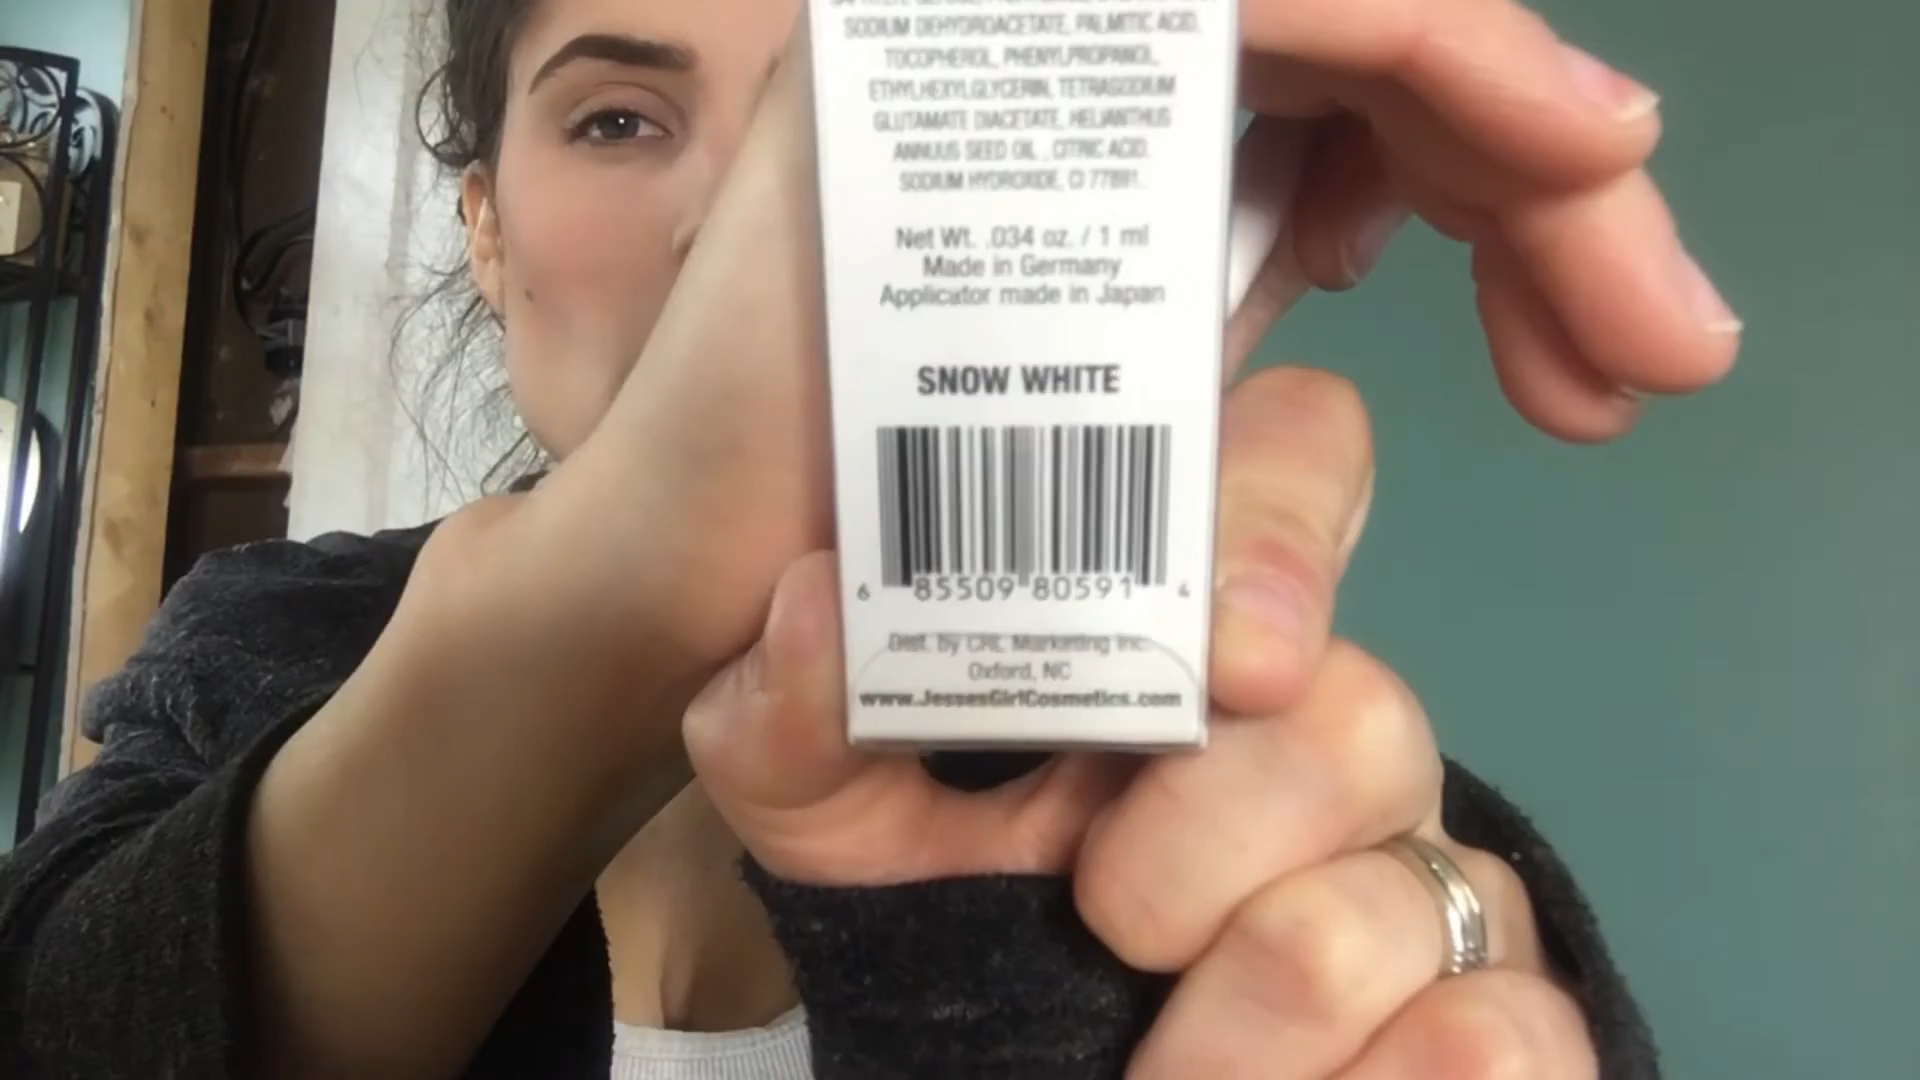 SODIUM DEHYDROACETATE, PALMITIC ACID,
TOCOPHEROL, PHENYLPROPANOL,
ETHYLHEXYLGLYCERIN, TETRASODIUM
GLUTAMATE DIACETATE, HELIANTHUS
ANNUUS SEED OIL , CITRIC ACID,
SODIUM HYDROXIDE, CI 77891.
Net Wt. .034 oz. / 1 ml
Made in Germany
Applicator made in Japan
SNOW WHITE
6 85509 80591 4
Dist. by CRL Marketing Inc.
Oxford, NC
www.JessesGirlCosmetics.com